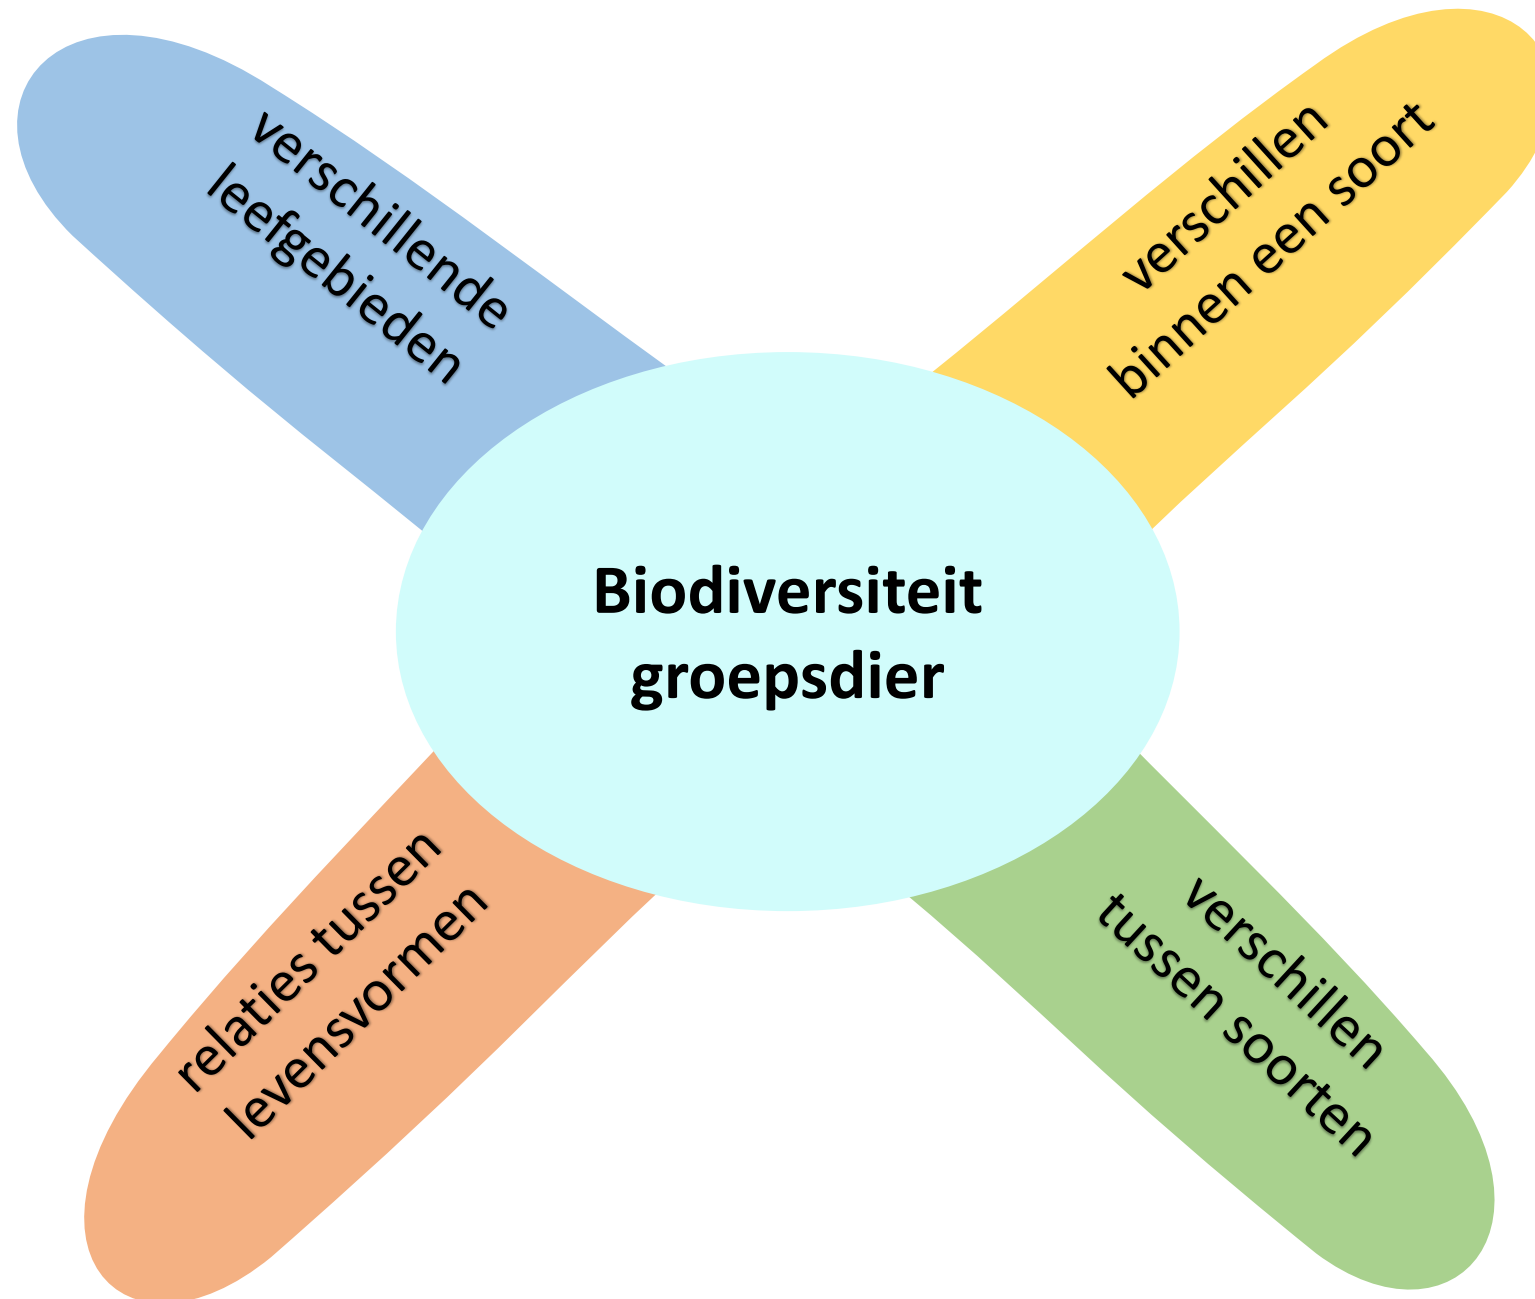 verschillende
leefgebieden
verschillen
binnen een soort
Biodiversiteit
groepsdier
relaties tussen
levensvormen
verschillen
tussen soorten